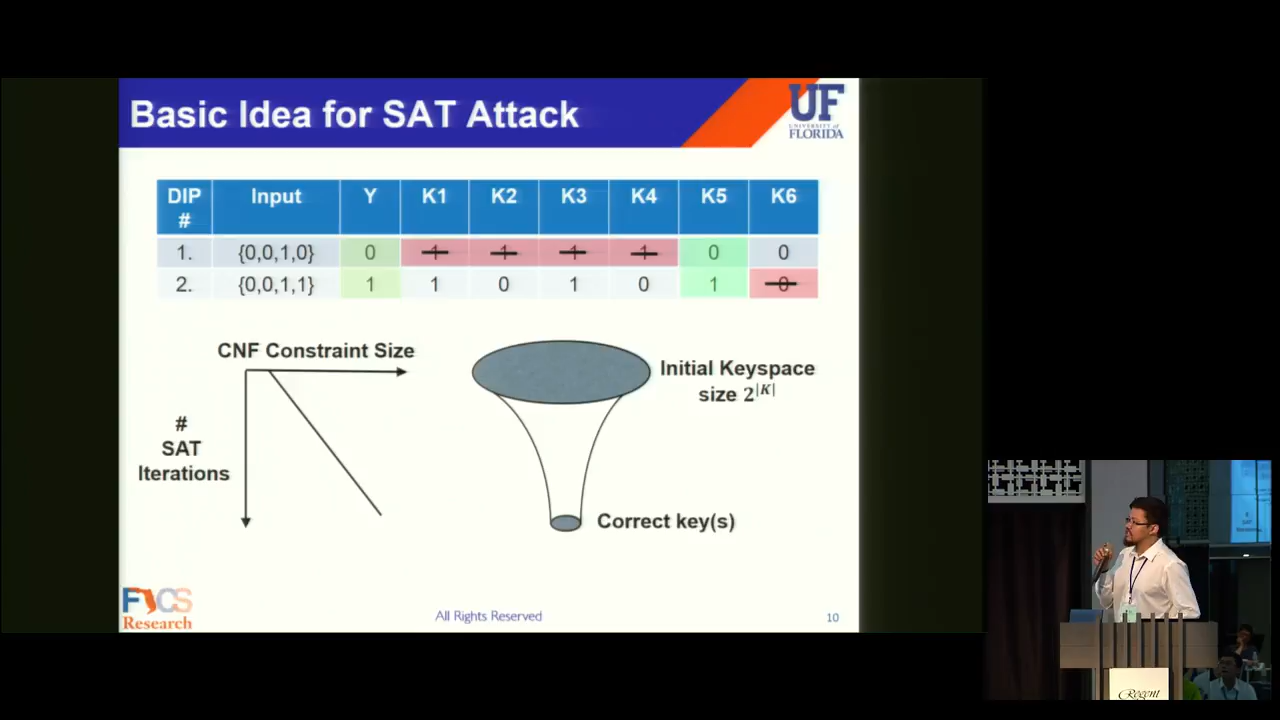 Basic Idea for SAT Attack
UF
UNIVERSITY of
FLORIDA
DIP # Input Y K1 K2 K3 K4 K5 K6
1. {0,0,1,0} 0 1 1 1 1 0 0
2. {0,0,1,1} 1 1 0 1 0 1 0
CNF Constraint Size
#
SAT
Iterations
Initial Keyspace
size 2^|K|
Correct key(s)
FICS
Research
All Rights Reserved
10
Regent